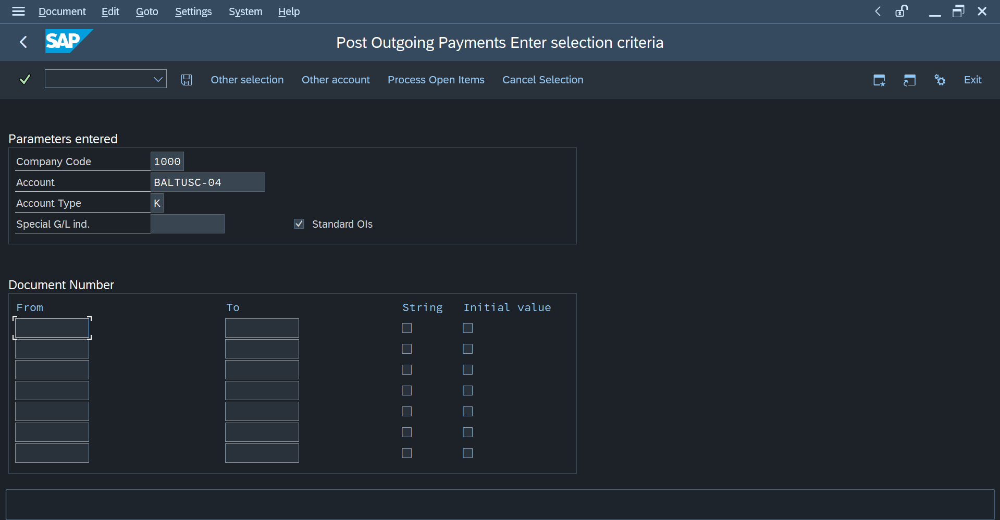 Document Edit Goto Settings System Help
SAP
Post Outgoing Payments Enter selection criteria
Other selection Other account Process Open Items Cancel Selection Exit
Parameters entered
Company Code 1000
Account BALTUSC-04
Account Type K
Special G/L ind. Standard OIs
Document Number
From To String Initial value